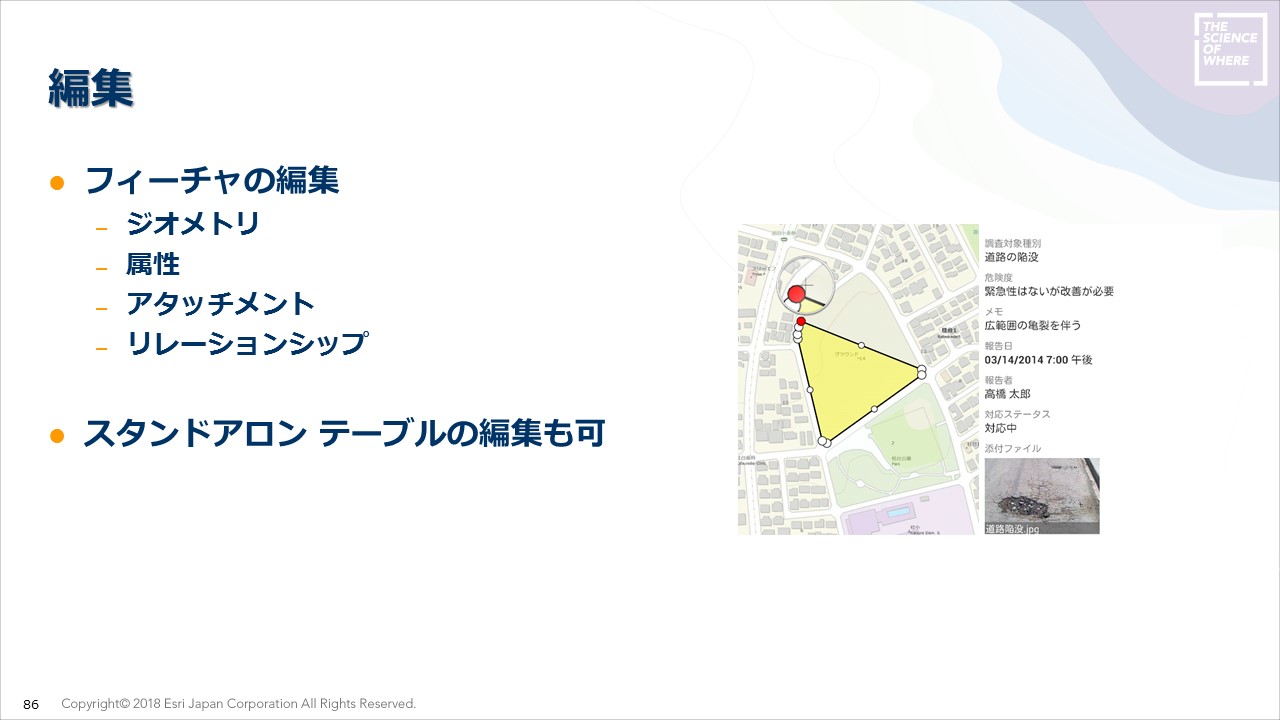 THE
SCIENCE
OF
WHERE
編集
フィーチャの編集
ジオメトリ
属性
アタッチメント
リレーションシップ
スタンドアロン テーブルの編集も可
グラウンド
調査対象種別
道路の陥没
危険度
緊急性はないが改善が必要
メモ
広範囲の亀裂を伴う
報告日
03/14/2014 7:00 午後
報告者
高橋 太郎
対応ステータス
対応中
添付ファイル
道路陥没.jpg
86
Copyright© 2018 Esri Japan Corporation All Rights Reserved.